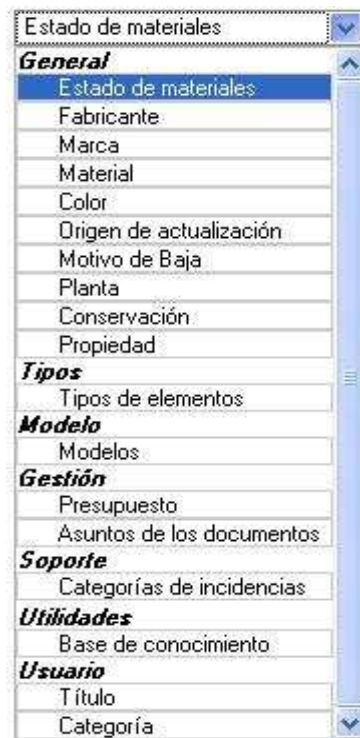 Estado de materiales
General
Estado de materiales
Fabricante
Marca
Material
Color
Origen de actualización
Motivo de Baja
Planta
Conservación
Propiedad
Tipos
Tipos de elementos
Modelo
Modelos
Gestión
Presupuesto
Asuntos de los documentos
Soporte
Categorías de incidencias
Utilidades
Base de conocimiento
Usuario
Título
Categoría